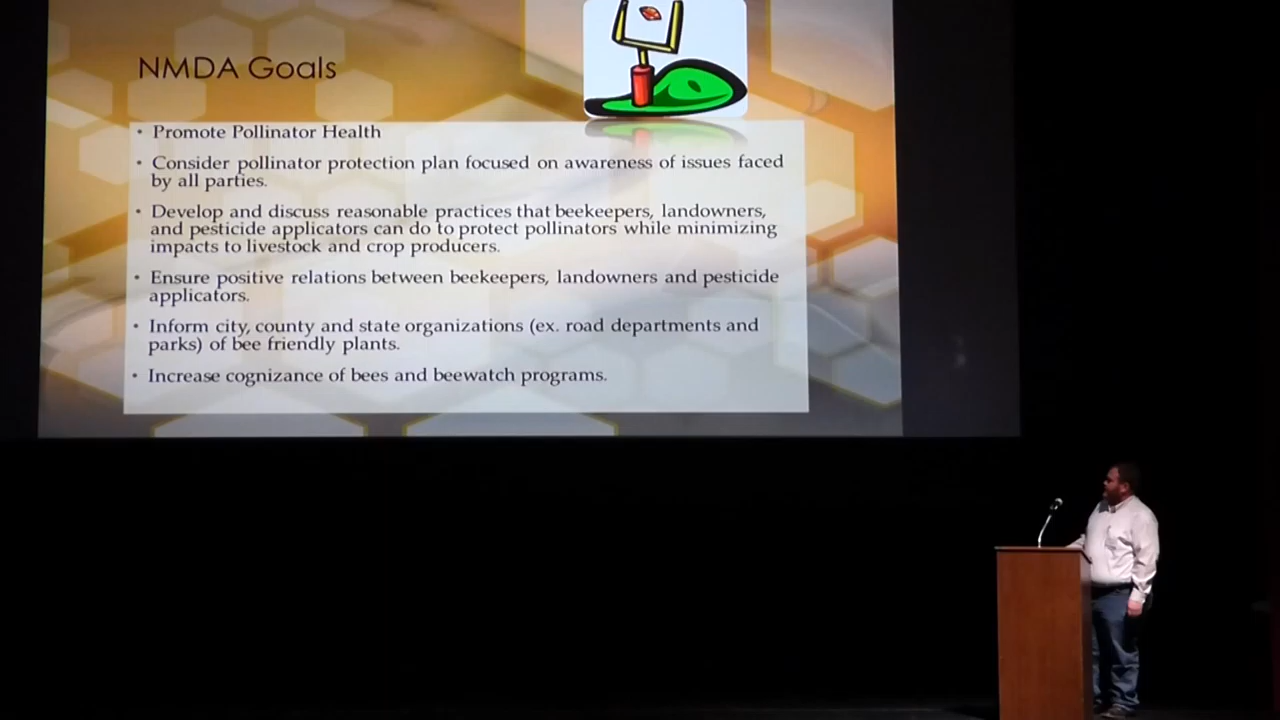 NMDA Goals
• Promote Pollinator Health
• Consider pollinator protection plan focused on awareness of issues faced
by all parties.
• Develop and discuss reasonable practices that beekeepers, landowners,
and pesticide applicators can do to protect pollinators while minimizing
impacts to livestock and crop producers.
• Ensure positive relations between beekeepers, landowners and pesticide
applicators.
• Inform city, county and state organizations (ex. road departments and
parks) of bee friendly plants.
• Increase cognizance of bees and beewatch programs.